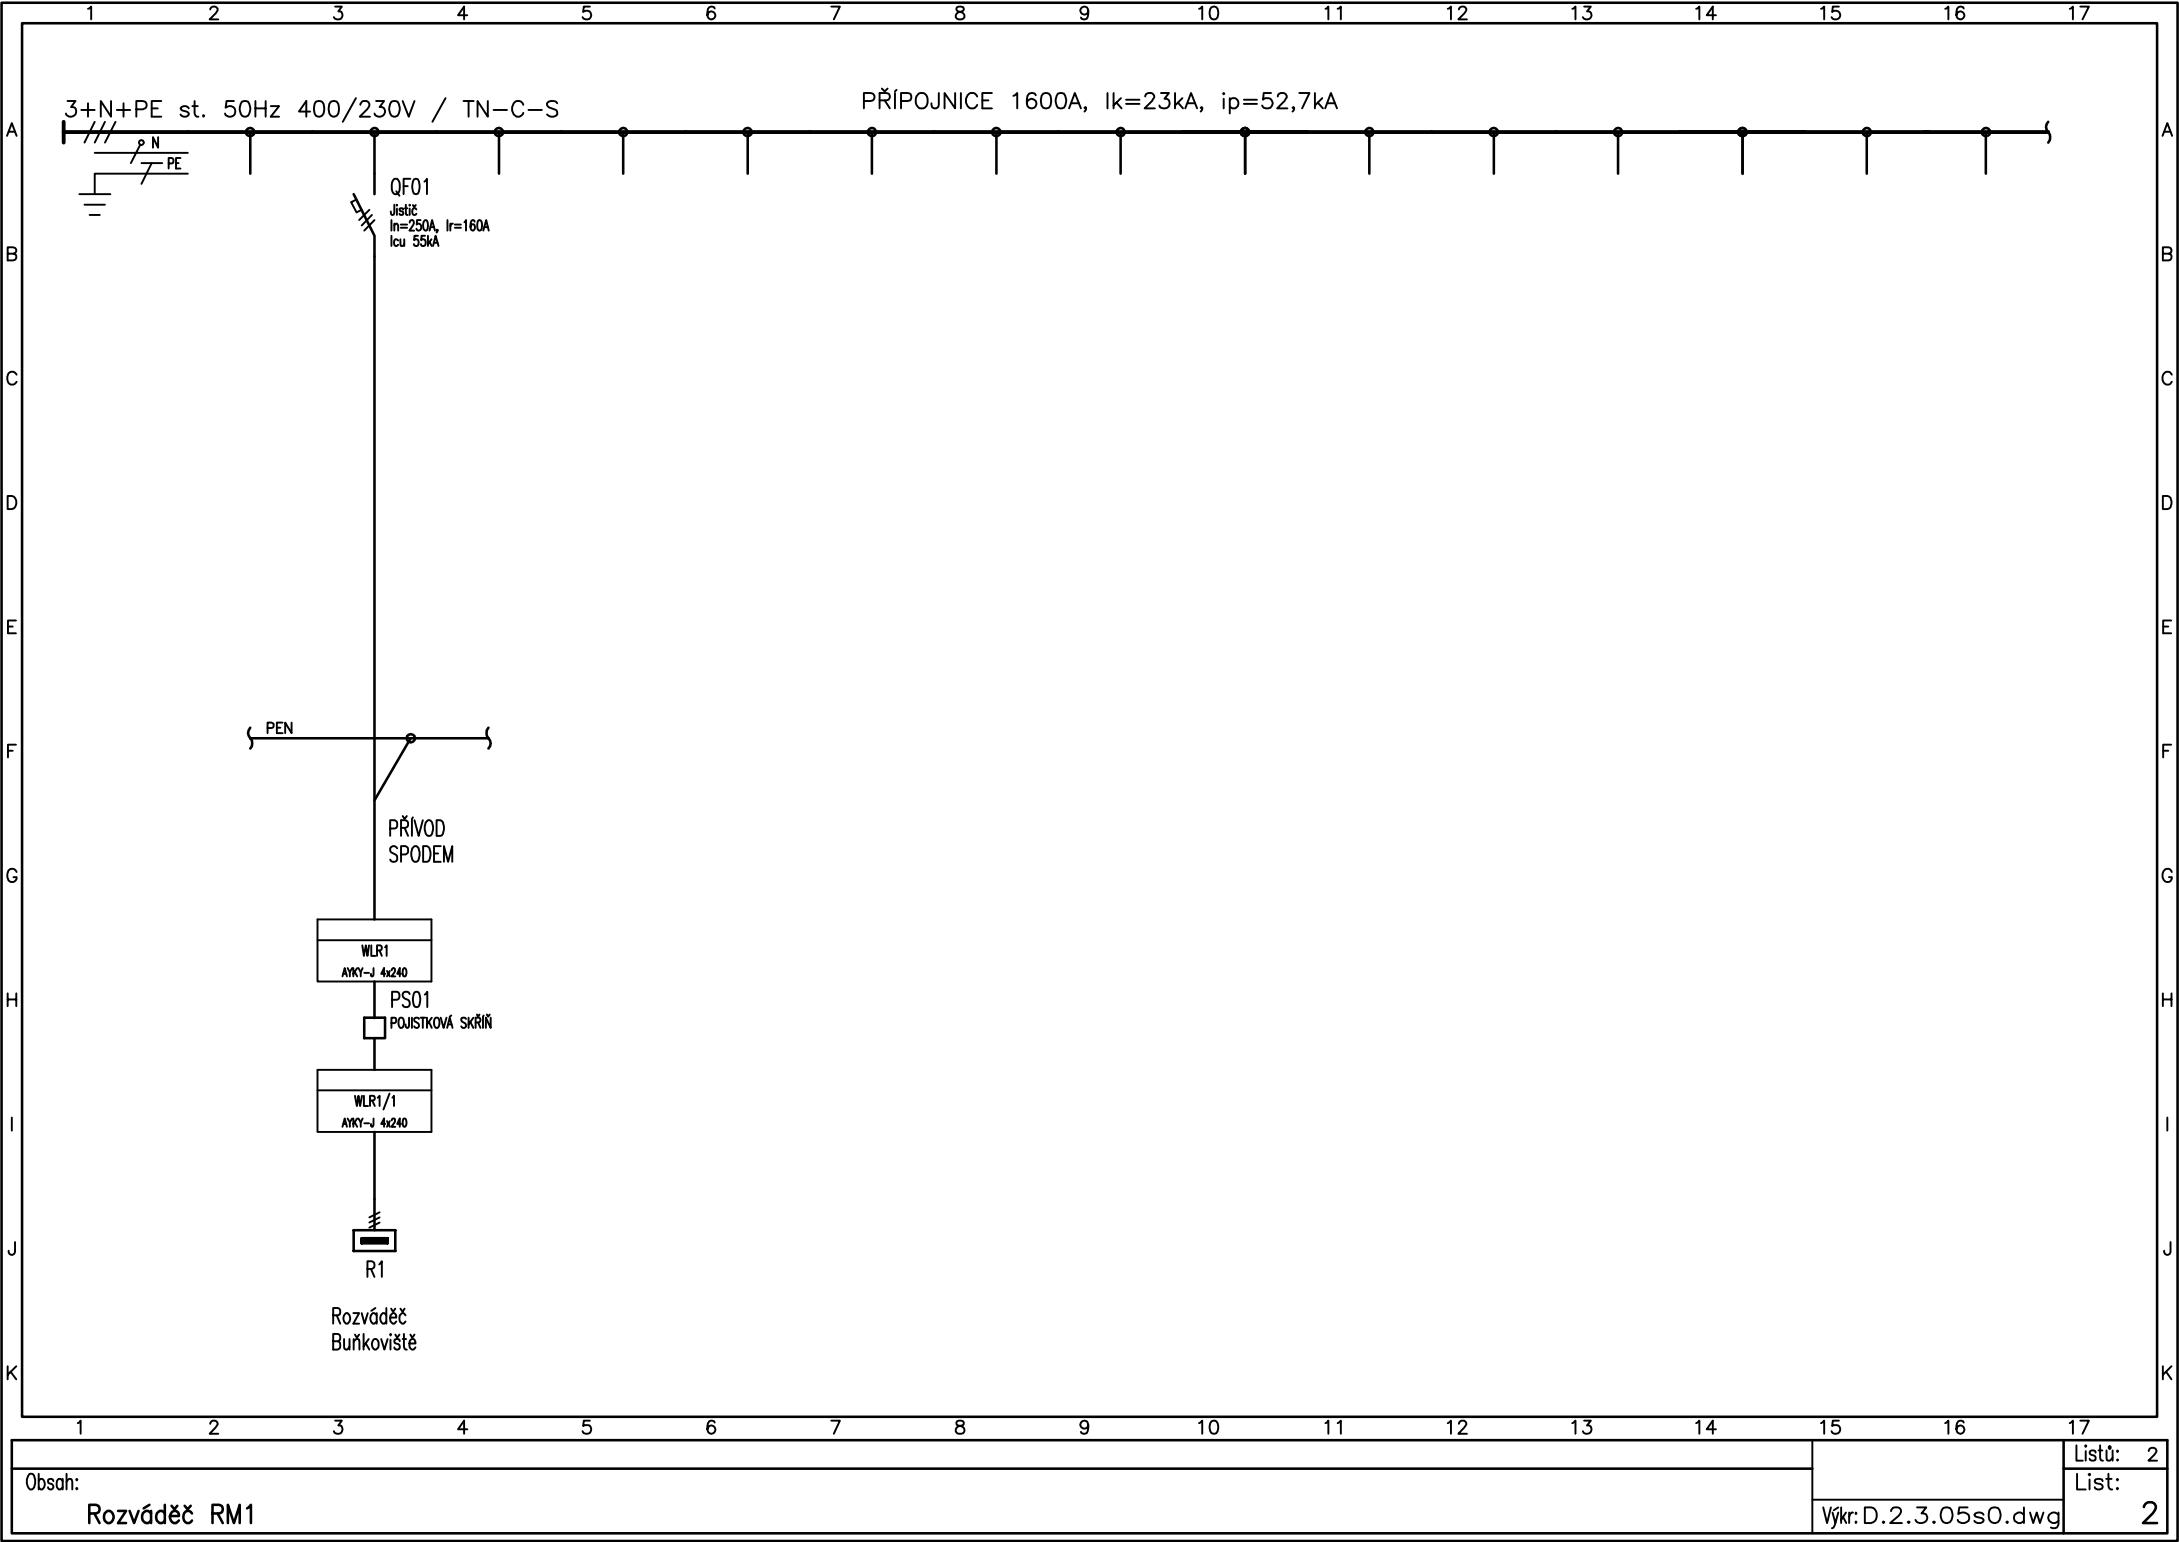 1 2 3 4 5 6 7 8 9 10 11 12 13 14 15 16 17
3+N+PE st. 50Hz 400/230V / TN-C-S
PŘÍPOJNICE 1600A, Ik=23kA, ip=52,7kA
A A
N
PE
QF01
Jistič
In=250A, Ir=160A
Icu 55kA
B B
C C
D D
E E
PEN
F F
PŘÍVOD
SPODEM
G G
WLR1
AYKY-J 4x240
H H
PS01
POJISTKOVÁ SKŘÍŇ
WLR1/1
AYKY-J 4x240
I I
J J
R1
Rozváděč
Buňkoviště
K K
1 2 3 4 5 6 7 8 9 10 11 12 13 14 15 16 17
Listů: 2
Obsah:
List:
Rozváděč RM1
Výkr: D.2.3.05s0.dwg
2